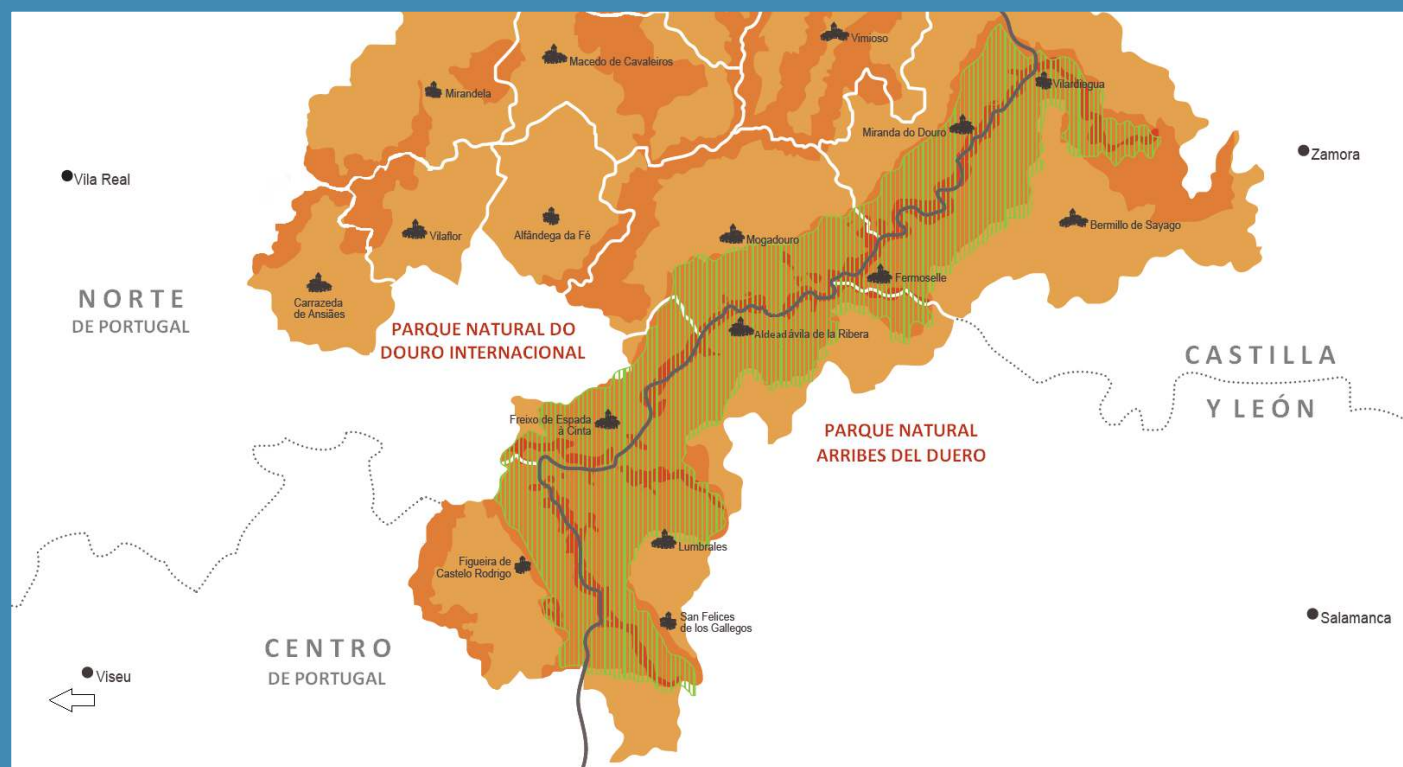 Vimioso
Macedo de Cavaleiros
Mirandela
Vilardiegua
Miranda do Douro
Zamora
Vila Real
Bermillo de Sayago
Vilaflor
Alfândega da Fé
Mogadouro
Fermoselle
Carrazeda
de Ansiães
NORTE
DE PORTUGAL
PARQUE NATURAL DO
DOURO INTERNACIONAL
Aldeadávila de la Ribera
CASTILLA
Y LEÓN
Freixo de Espada
à Cinta
PARQUE NATURAL
ARRIBES DEL DUERO
Lumbrales
Figueira de
Castelo Rodrigo
San Felices
de los Gallegos
Salamanca
CENTRO
DE PORTUGAL
Viseu